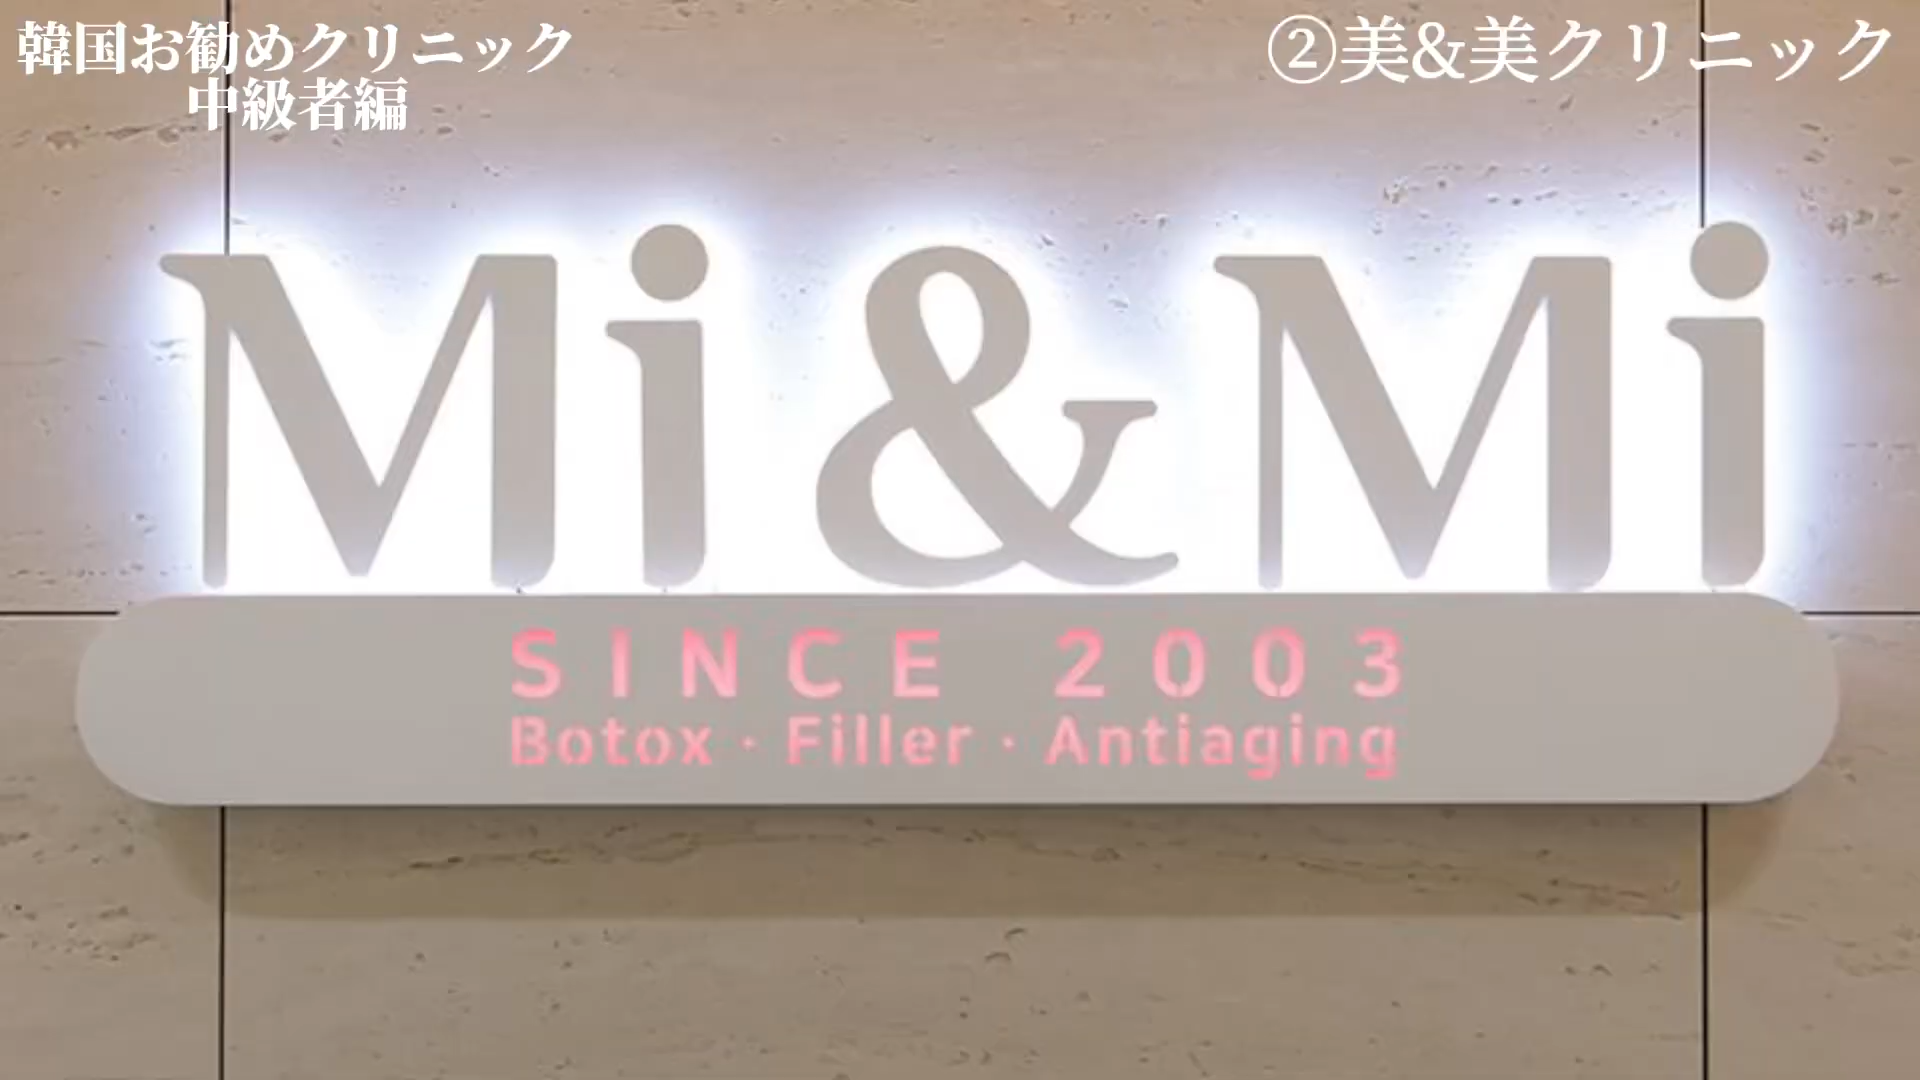 韓国お勧めクリニック
中級者編
②美&美クリニック
Mi & Mi
SINCE 2003
Botox · Filler · Antiaging